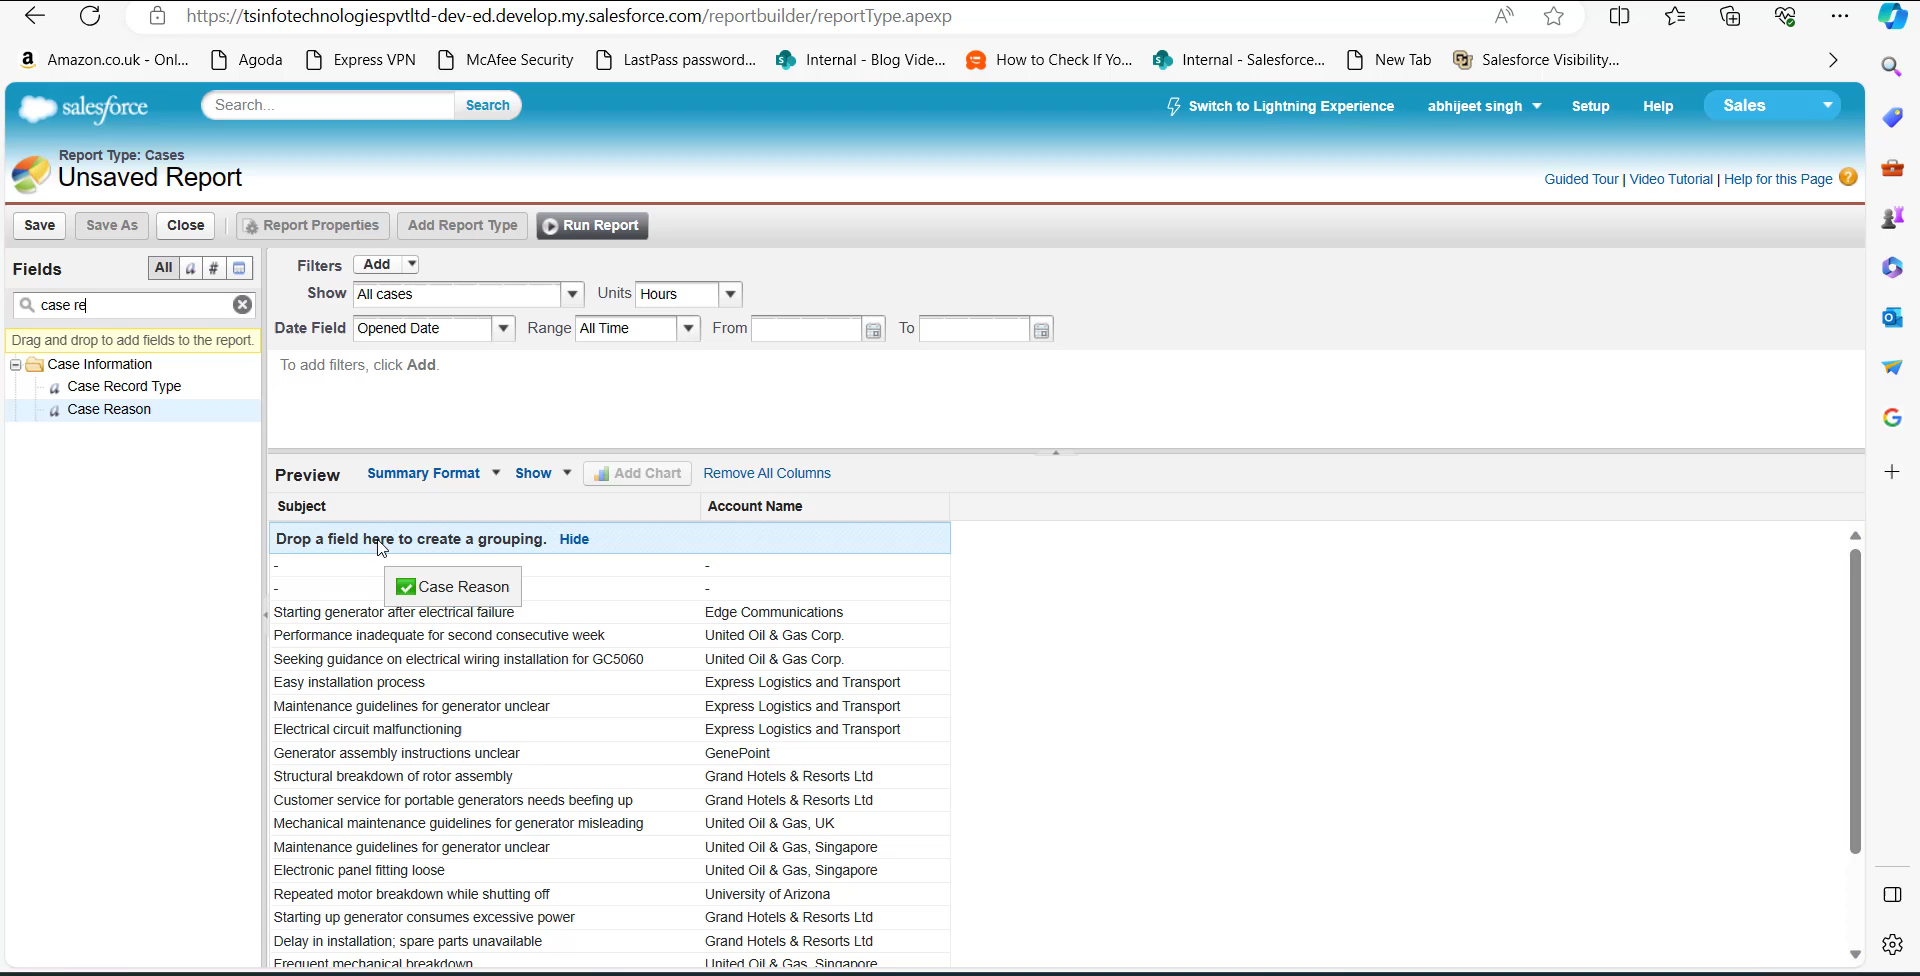 https://tsinfotechnologiespvtltd-dev-ed.develop.my.salesforce.com/reportbuilder/reportType.apexp
a Amazon.co.uk - Onl... Agoda Express VPN McAfee Security LastPass password... Internal - Blog Vide... How to Check If Yo... Internal - Salesforce... New Tab Salesforce Visibility...
salesforce Search... Search Switch to Lightning Experience abhijeet singh Setup Help Sales
Report Type: Cases
Unsaved Report
Guided Tour | Video Tutorial | Help for this Page ?
Save Save As Close Report Properties Add Report Type Run Report
Fields All a # Filters Add
case re Show All cases Units Hours
Date Field Opened Date Range All Time From To
Drag and drop to add fields to the report.
Case Information To add filters, click Add.
a Case Record Type
a Case Reason
Preview Summary Format Show Add Chart Remove All Columns
Subject Account Name
Drop a field here to create a grouping. Hide
- -
Case Reason
- -
Starting generator after electrical failure Edge Communications
Performance inadequate for second consecutive week United Oil & Gas Corp.
Seeking guidance on electrical wiring installation for GC5060 United Oil & Gas Corp.
Easy installation process Express Logistics and Transport
Maintenance guidelines for generator unclear Express Logistics and Transport
Electrical circuit malfunctioning Express Logistics and Transport
Generator assembly instructions unclear GenePoint
Structural breakdown of rotor assembly Grand Hotels & Resorts Ltd
Customer service for portable generators needs beefing up Grand Hotels & Resorts Ltd
Mechanical maintenance guidelines for generator misleading United Oil & Gas, UK
Maintenance guidelines for generator unclear United Oil & Gas, Singapore
Electronic panel fitting loose United Oil & Gas, Singapore
Repeated motor breakdown while shutting off University of Arizona
Starting up generator consumes excessive power Grand Hotels & Resorts Ltd
Delay in installation; spare parts unavailable Grand Hotels & Resorts Ltd
Frequent mechanical breakdown United Oil & Gas, Singapore